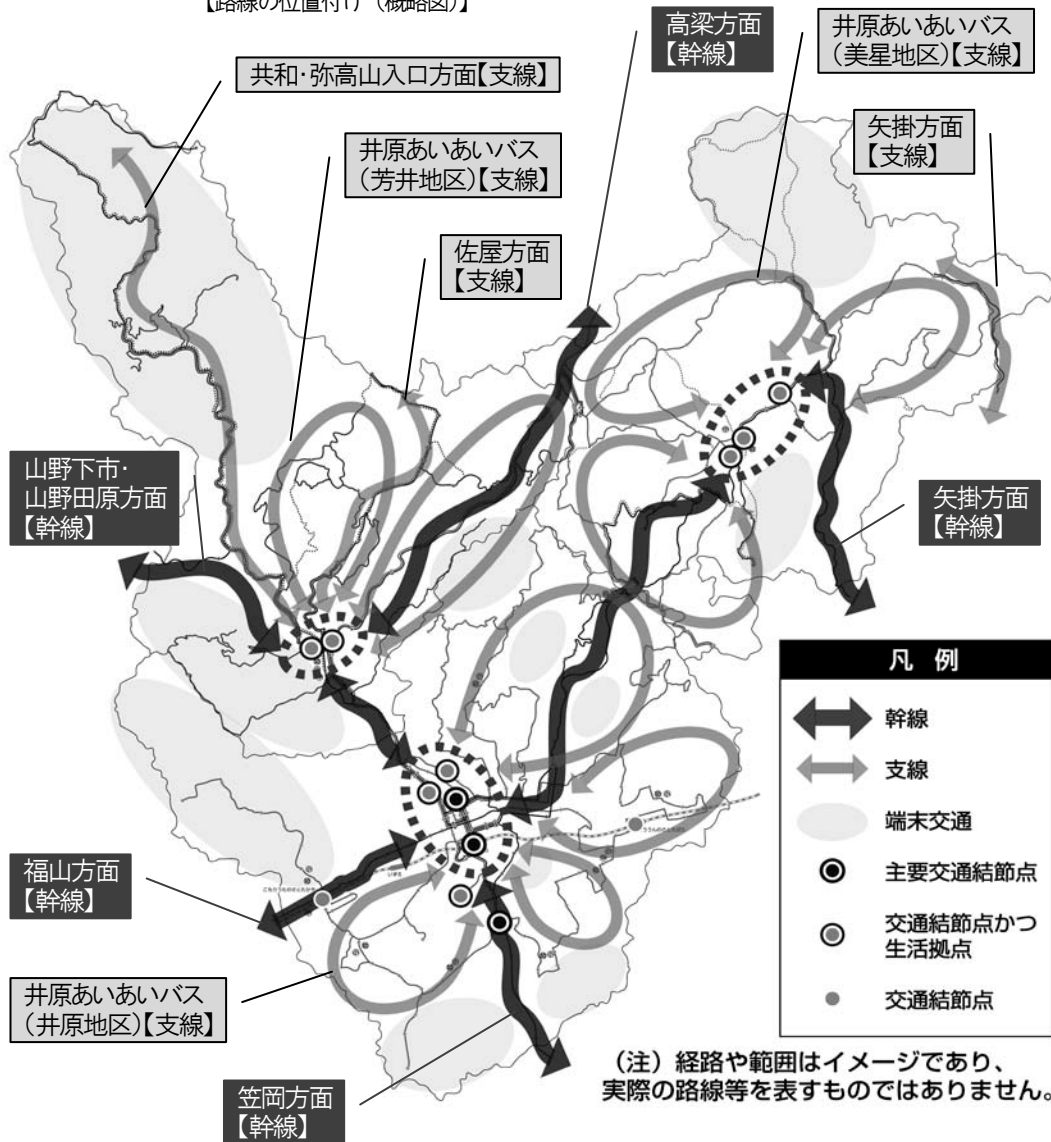 【路線の位置付け（概略図）】
高梁方面
【幹線】
井原あいあいバス
（美星地区）【支線】
共和・弥高山入口方面【支線】
矢掛方面
【支線】
井原あいあいバス
（芳井地区）【支線】
佐屋方面
【支線】
山野下市・
山野田原方面
【幹線】
矢掛方面
【幹線】
凡 例
幹線
支線
端末交通
主要交通結節点
交通結節点かつ
生活拠点
交通結節点
福山方面
【幹線】
いばら
井原あいあいバス
（井原地区）【支線】
笠岡方面
【幹線】
（注）経路や範囲はイメージであり、
実際の路線等を表すものではありません。